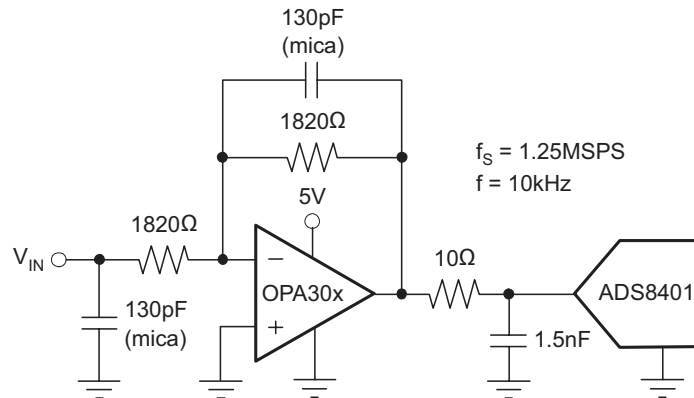 130pF
(mica)
1820Ω
fS = 1.25MSPS
f = 10kHz
5V
1820Ω
VIN
−
OPA30x
+
10Ω
ADS8401
130pF
(mica)
1.5nF